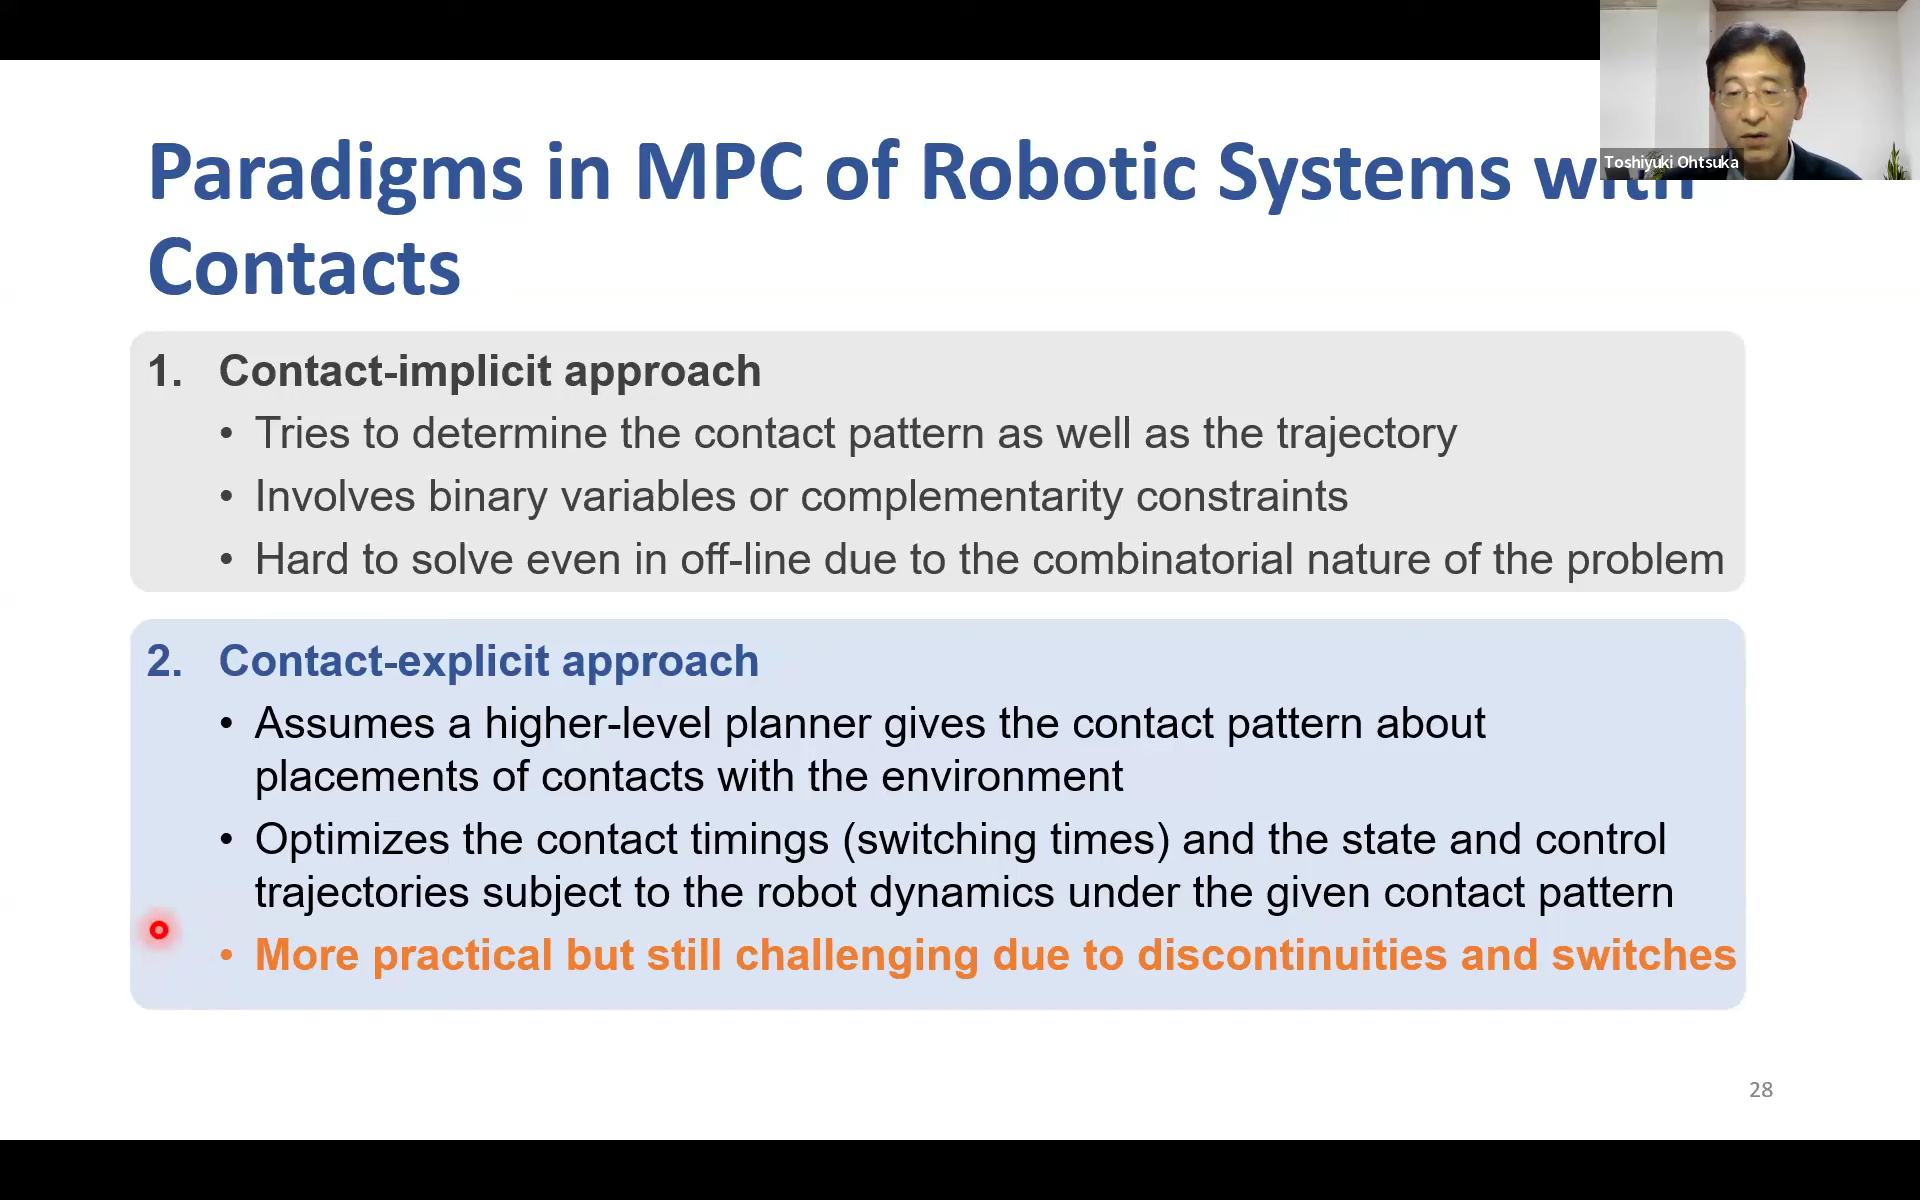 Toshiyuki Ohtsuka
Paradigms in MPC of Robotic Systems with
Contacts
1. Contact-implicit approach
• Tries to determine the contact pattern as well as the trajectory
• Involves binary variables or complementarity constraints
• Hard to solve even in off-line due to the combinatorial nature of the problem
2. Contact-explicit approach
• Assumes a higher-level planner gives the contact pattern about
placements of contacts with the environment
• Optimizes the contact timings (switching times) and the state and control
trajectories subject to the robot dynamics under the given contact pattern
• More practical but still challenging due to discontinuities and switches
28